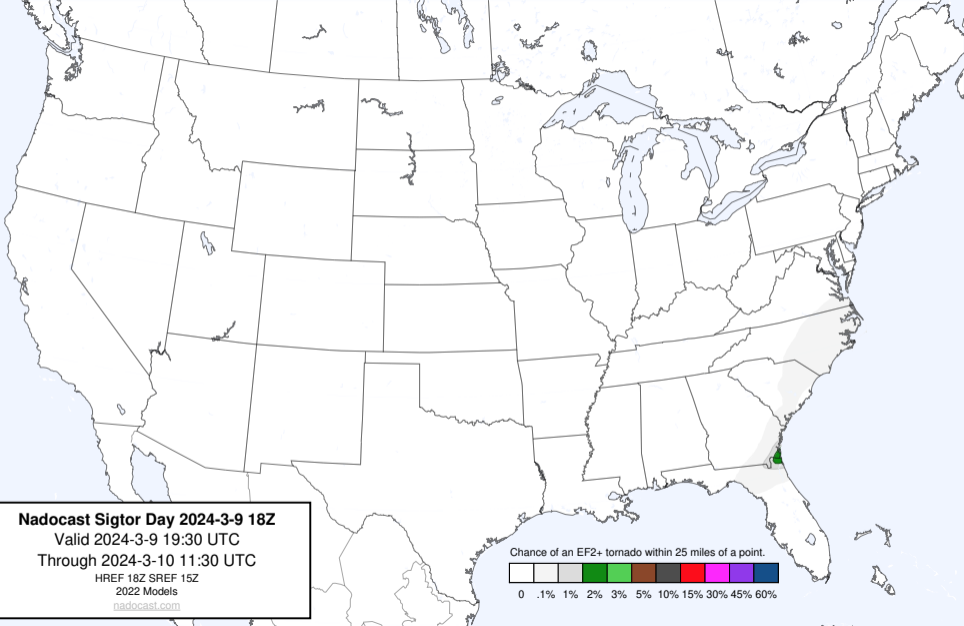 Nadocast Sigtor Day 2024-3-9 18Z
Valid 2024-3-9 19:30 UTC
Through 2024-3-10 11:30 UTC
HREF 18Z SREF 15Z
2022 Models
nadocast.com
Chance of an EF2+ tornado within 25 miles of a point.
0 .1% 1% 2% 3% 5% 10% 15% 30% 45% 60%